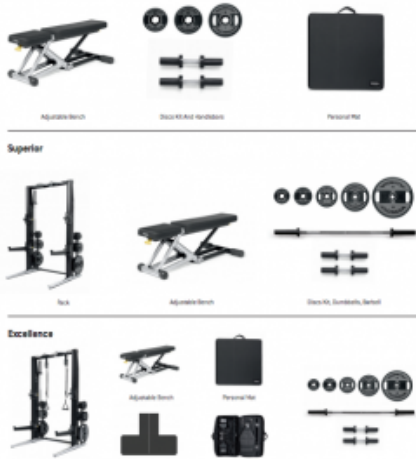 Adjustable Bench
Discs Kit And Handlebars
Personal Mat
Superior
Rack
Adjustable Bench
Discs Kit, Dumbbells, Barbell
Excellence
Adjustable Bench
Personal Mat